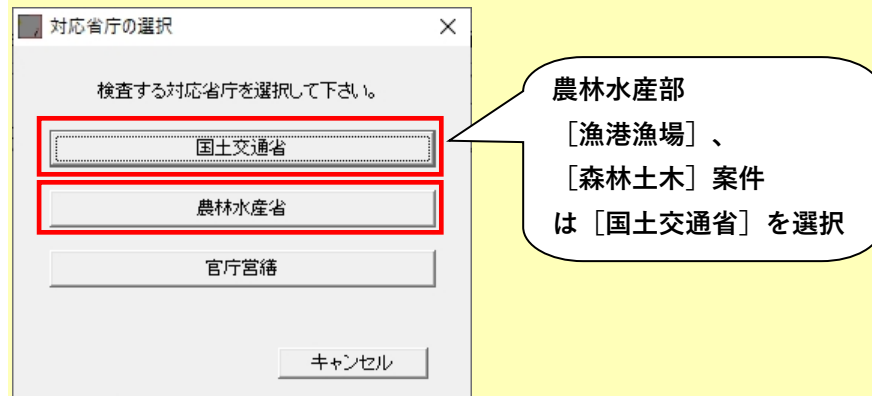 対応省庁の選択
検査する対応省庁を選択して下さい。
国土交通省
農林水産省
官庁営繕
キャンセル
農林水産部
［漁港漁場］、
［森林土木］案件
は［国土交通省］を選択